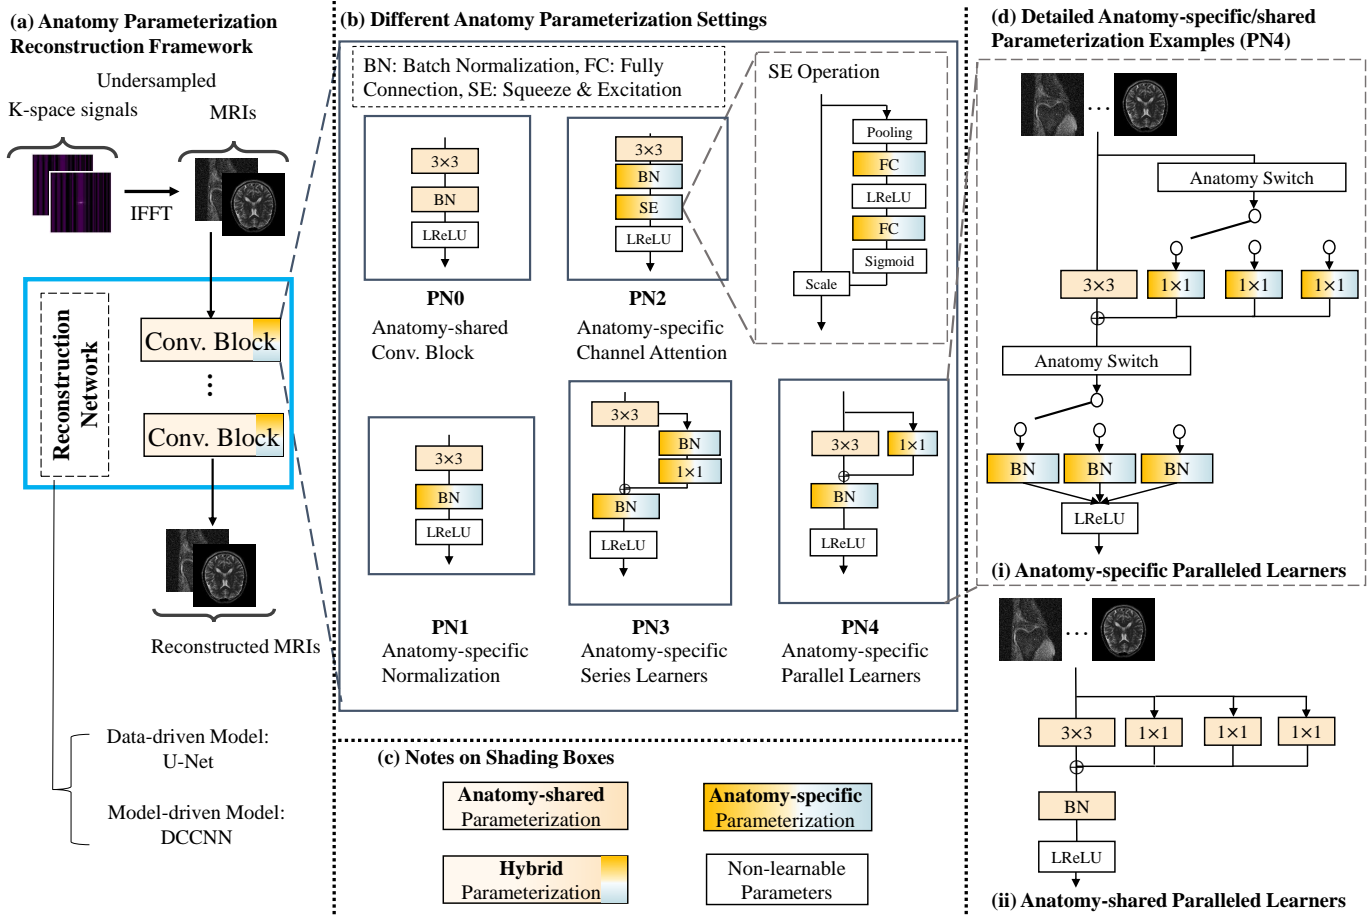 (a) Anatomy Parameterization
Reconstruction Framework
Undersampled
K-space signals
MRIs
IFFT
Reconstruction
Network
Conv. Block
⋮
Conv. Block
Reconstructed MRIs
Data-driven Model:
U-Net
Model-driven Model:
DCCNN
(b) Different Anatomy Parameterization Settings
BN: Batch Normalization, FC: Fully
Connection, SE: Squeeze & Excitation
3×3
BN
LReLU
PN0
Anatomy-shared
Conv. Block
3×3
BN
SE
LReLU
PN2
Anatomy-specific
Channel Attention
SE Operation
Pooling
FC
LReLU
FC
Sigmoid
Scale
3×3
BN
LReLU
PN1
Anatomy-specific
Normalization
3×3
BN
1×1
BN
LReLU
PN3
Anatomy-specific
Series Learners
3×3
1×1
BN
LReLU
PN4
Anatomy-specific
Parallel Learners
(c) Notes on Shading Boxes
Anatomy-shared
Parameterization
Anatomy-specific
Parameterization
Hybrid
Parameterization
Non-learnable
Parameters
(d) Detailed Anatomy-specific/shared
Parameterization Examples (PN4)
...
Anatomy Switch
3×3
1×1
1×1
1×1
Anatomy Switch
BN
BN
BN
LReLU
(i) Anatomy-specific Paralleled Learners
...
3×3
1×1
1×1
1×1
BN
LReLU
(ii) Anatomy-shared Paralleled Learners